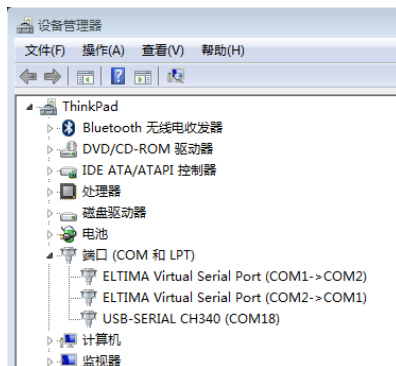 设备管理器
文件(F) 操作(A) 查看(V) 帮助(H)
ThinkPad
Bluetooth 无线电收发器
DVD/CD-ROM 驱动器
IDE ATA/ATAPI 控制器
处理器
磁盘驱动器
电池
端口 (COM 和 LPT)
ELTIMA Virtual Serial Port (COM1->COM2)
ELTIMA Virtual Serial Port (COM2->COM1)
USB-SERIAL CH340 (COM18)
计算机
监视器